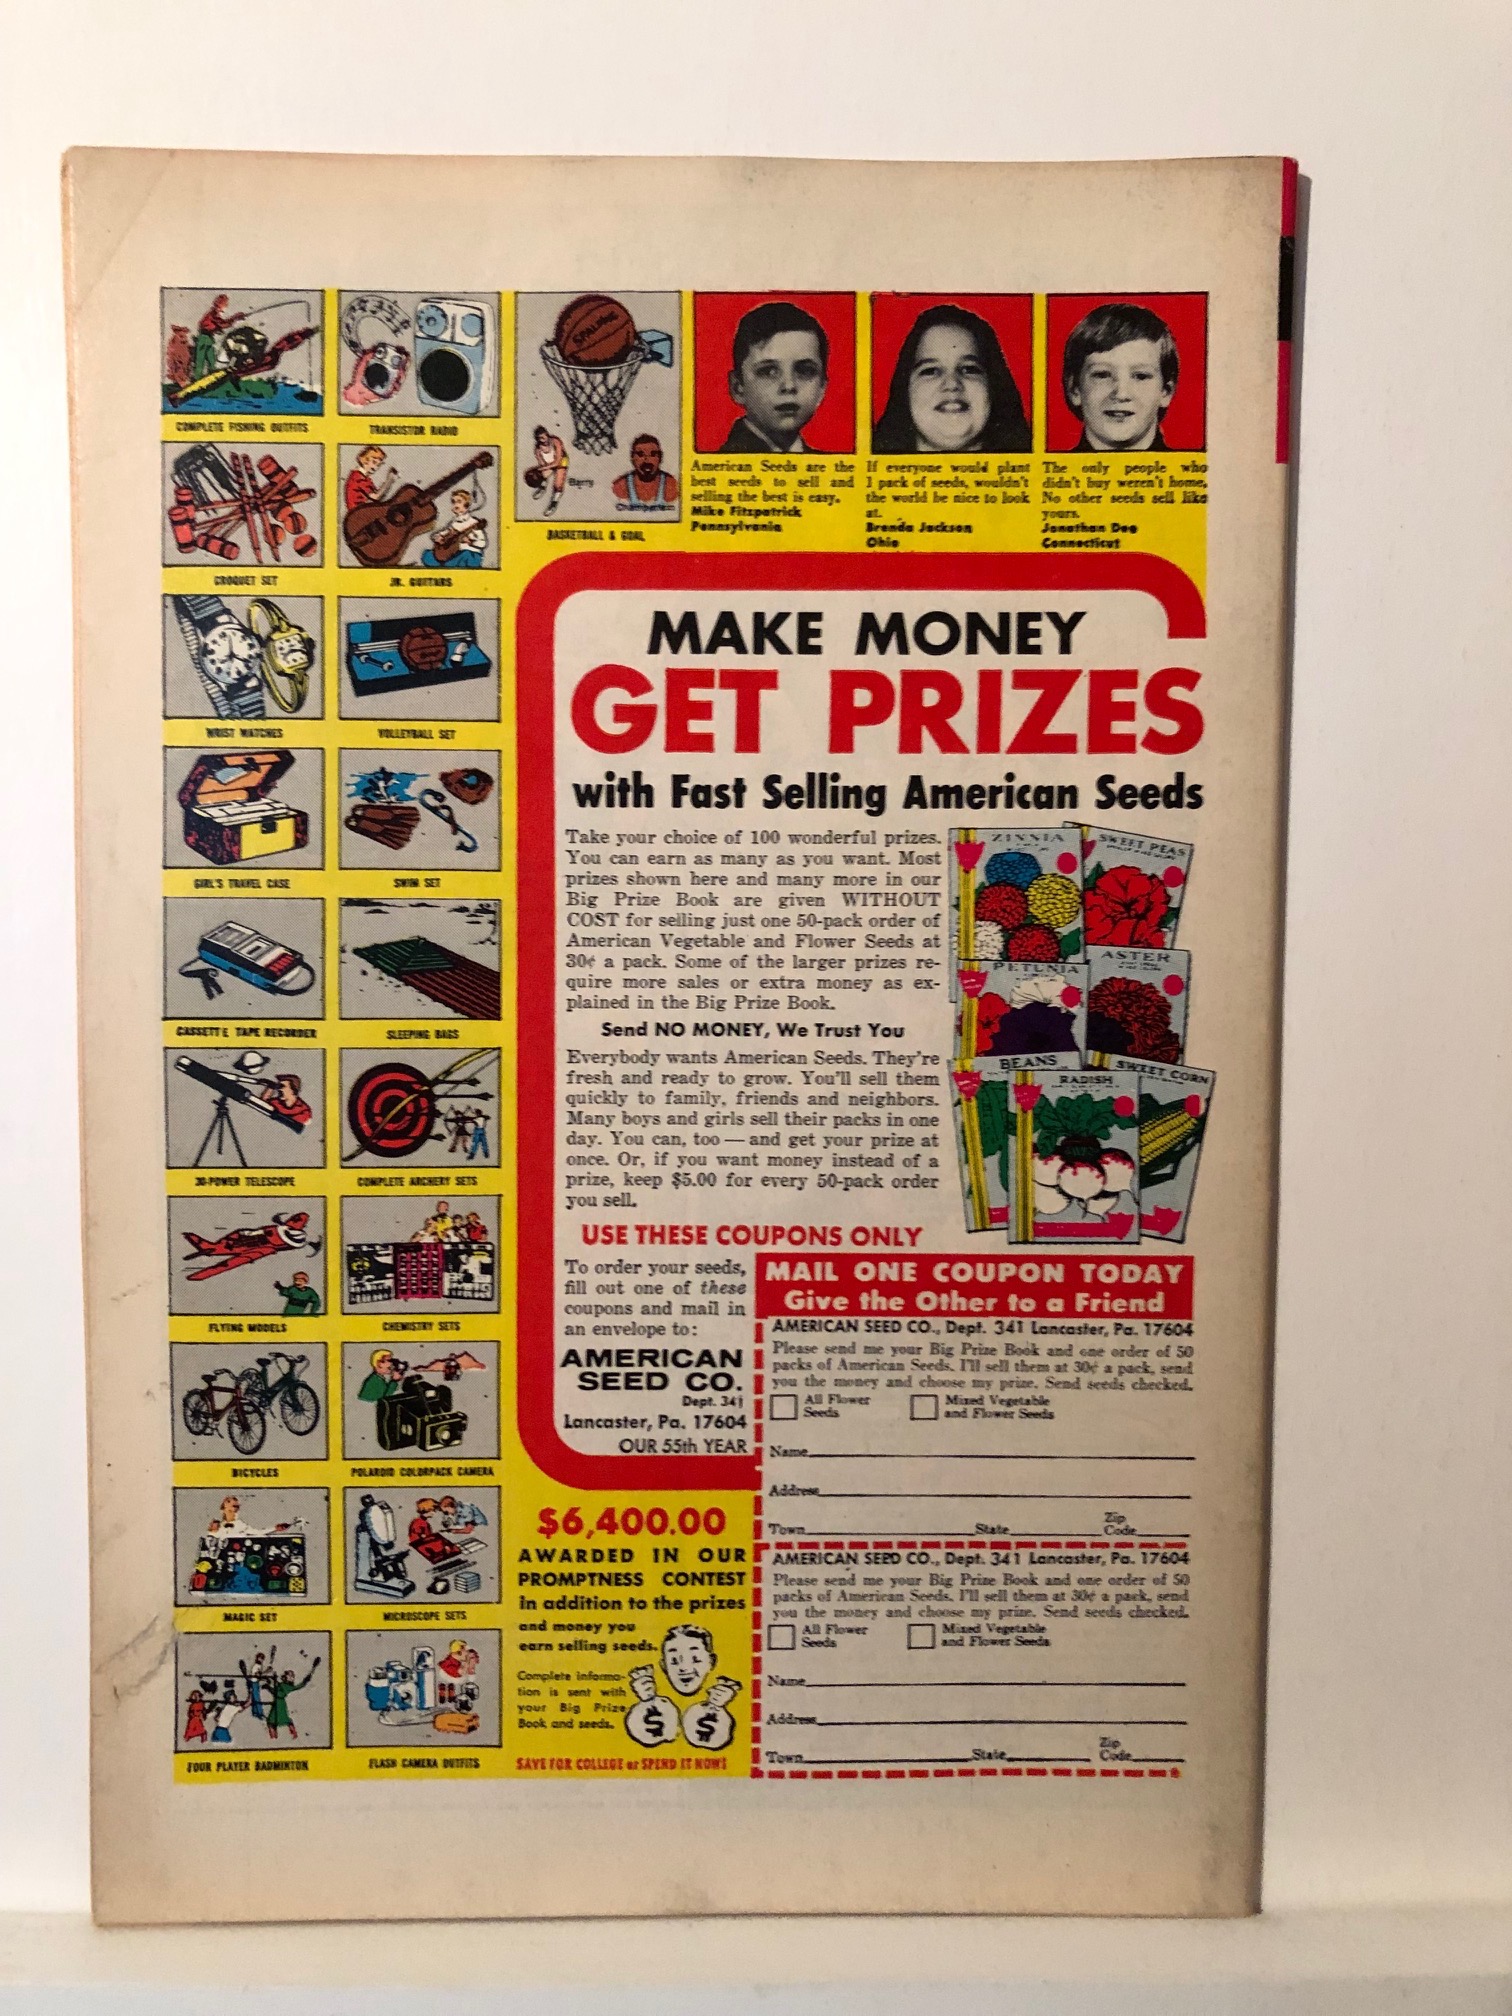 COMPLETE FISHING OUTFITS
TRANSISTOR RADIO
CROQUET SET
JR. GUITARS
WRIST WATCHES
VOLLEYBALL SET
GIRL'S TRAVEL CASE
SWIM SET
CASSETTE TAPE RECORDER
SLEEPING BAGS
30-POWER TELESCOPE
COMPLETE ARCHERY SETS
FLYING MODELS
CHEMISTRY SETS
BICYCLES
POLAROID COLORPACK CAMERA
MAGIC SET
MICROSCOPE SETS
FOUR PLAYER BADMINTON
FLASH CAMERA OUTFITS
SPALDING
Barry
Chamberlain
BASKETBALL & GOAL
American Seeds are the
best seeds to sell and
selling the best is easy.
Mike Fitzpatrick
Pennsylvania
If everyone would plant
1 pack of seeds, wouldn't
the world be nice to look
at.
Brenda Jackson
Ohio
The only people who
didn't buy weren't home.
No other seeds sell like
yours.
Jonathan Dee
Connecticut
MAKE MONEY
GET PRIZES
with Fast Selling American Seeds
Take your choice of 100 wonderful prizes.
You can earn as many as you want. Most
prizes shown here and many more in our
Big Prize Book are given WITHOUT
COST for selling just one 50-pack order of
American Vegetable and Flower Seeds at
30¢ a pack. Some of the larger prizes re-
quire more sales or extra money as ex-
plained in the Big Prize Book.
Send NO MONEY, We Trust You
Everybody wants American Seeds. They're
fresh and ready to grow. You'll sell them
quickly to family, friends and neighbors.
Many boys and girls sell their packs in one
day. You can, too — and get your prize at
once. Or, if you want money instead of a
prize, keep $5.00 for every 50-pack order
you sell.
ZINNIA
SWEET PEAS
PETUNIA
ASTER
BEANS
RADISH
SWEET CORN
USE THESE COUPONS ONLY
To order your seeds,
fill out one of these
coupons and mail in
an envelope to:
AMERICAN
SEED CO.
Dept. 341
Lancaster, Pa. 17604
OUR 55th YEAR
$6,400.00
AWARDED IN OUR
PROMPTNESS CONTEST
in addition to the prizes
and money you
earn selling seeds.
Complete informa-
tion is sent with
your Big Prize
Book and seeds.
$ $
SAVE FOR COLLEGE or SPEND IT NOW!
MAIL ONE COUPON TODAY
Give the Other to a Friend
AMERICAN SEED CO., Dept. 341 Lancaster, Pa. 17604
Please send me your Big Prize Book and one order of 50
packs of American Seeds. I'll sell them at 30¢ a pack, send
you the money and choose my prize. Send seeds checked.
All Flower Seeds
Mixed Vegetable and Flower Seeds
Name
Address
Town State Zip Code
AMERICAN SEED CO., Dept. 341 Lancaster, Pa. 17604
Please send me your Big Prize Book and one order of 50
packs of American Seeds. I'll sell them at 30¢ a pack, send
you the money and choose my prize. Send seeds checked.
All Flower Seeds
Mixed Vegetable and Flower Seeds
Name
Address
Town State Zip Code